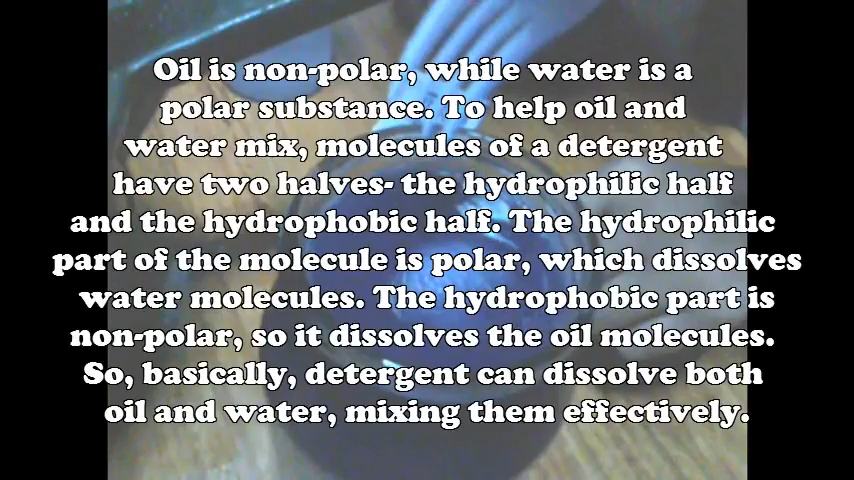 Oil is non-polar, while water is a
polar substance. To help oil and
water mix, molecules of a detergent
have two halves- the hydrophilic half
and the hydrophobic half. The hydrophilic
part of the molecule is polar, which dissolves
water molecules. The hydrophobic part is
non-polar, so it dissolves the oil molecules.
So, basically, detergent can dissolve both
oil and water, mixing them effectively.